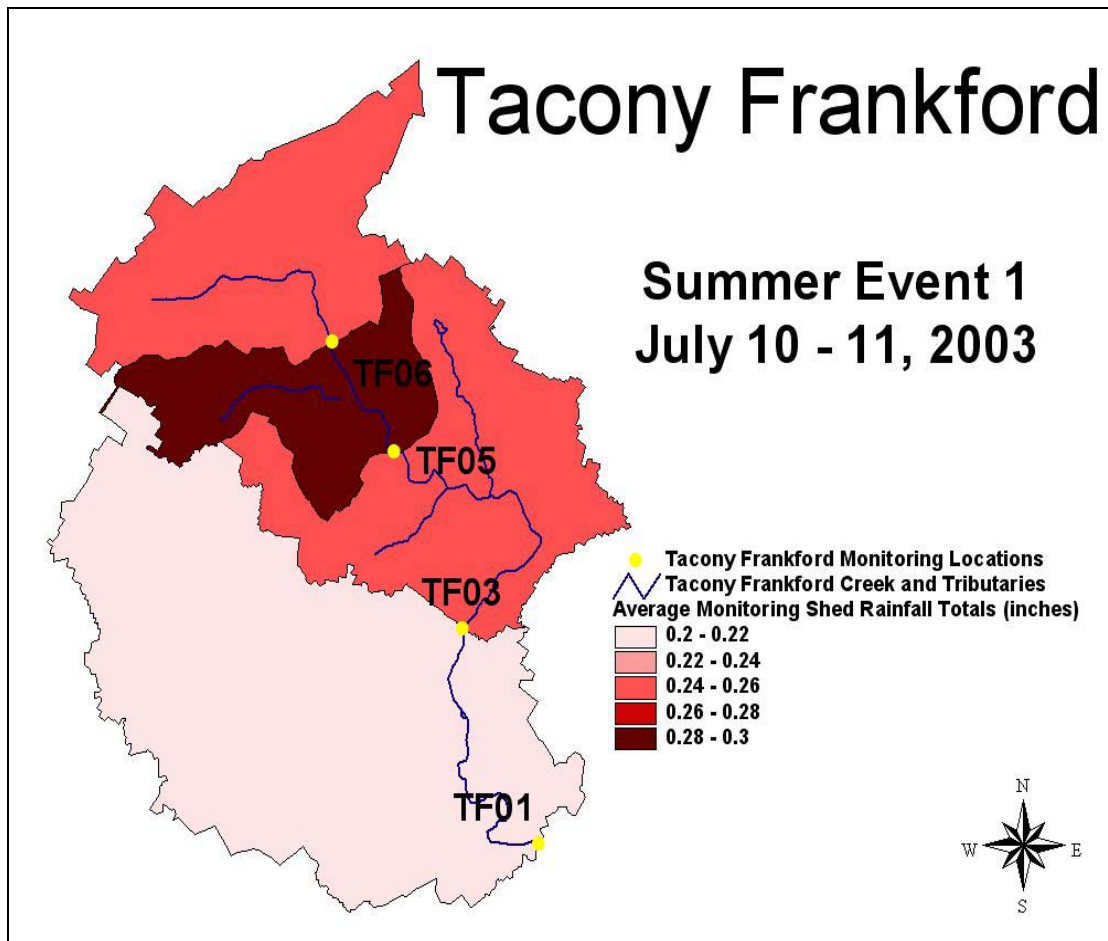 Tacony Frankford
Summer Event 1
July 10 - 11, 2003
TF06
TF05
TF03
TF01
Tacony Frankford Monitoring Locations
Tacony Frankford Creek and Tributaries
Average Monitoring Shed Rainfall Totals (inches)
0.2 - 0.22
0.22 - 0.24
0.24 - 0.26
0.26 - 0.28
0.28 - 0.3
N
W E
S